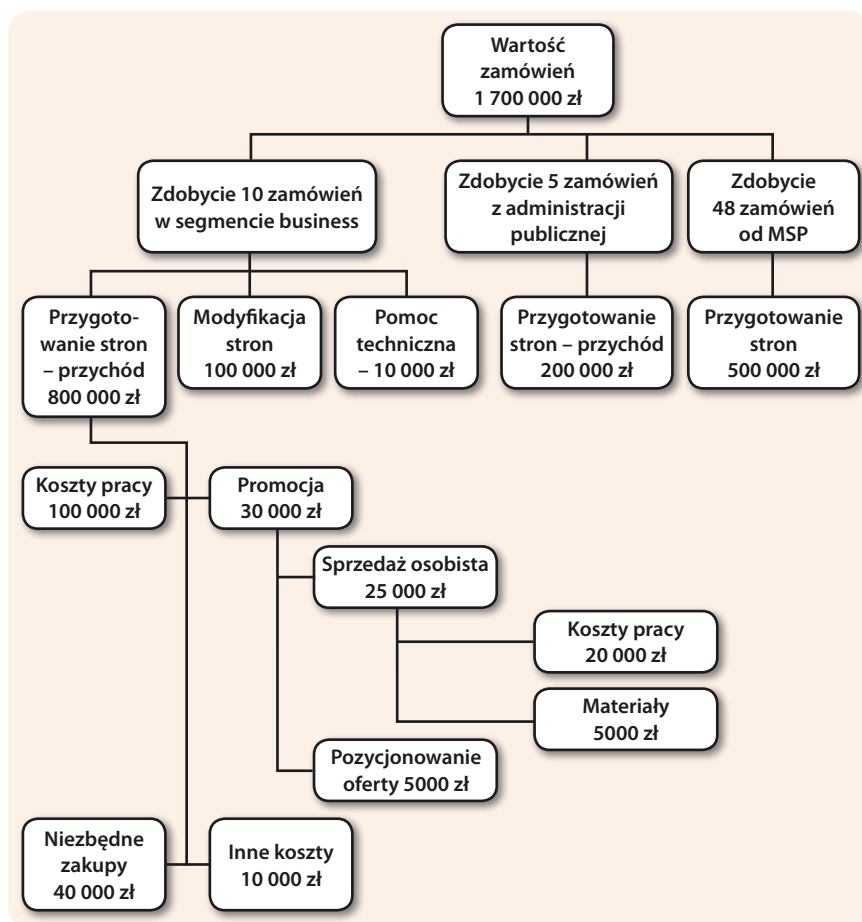 Wartość
zamówień
1 700 000 zł
Zdobycie 10 zamówień
w segmencie business
Zdobycie 5 zamówień
z administracji
publicznej
Zdobycie
48 zamówień
od MSP
Przygoto-
wanie stron
– przychód
800 000 zł
Modyfikacja
stron
100 000 zł
Pomoc
techniczna
– 10 000 zł
Przygotowanie
stron – przychód
200 000 zł
Przygotowanie
stron
500 000 zł
Koszty pracy
100 000 zł
Promocja
30 000 zł
Sprzedaż osobista
25 000 zł
Koszty pracy
20 000 zł
Materiały
5000 zł
Pozycjonowanie
oferty 5000 zł
Niezbędne
zakupy
40 000 zł
Inne koszty
10 000 zł